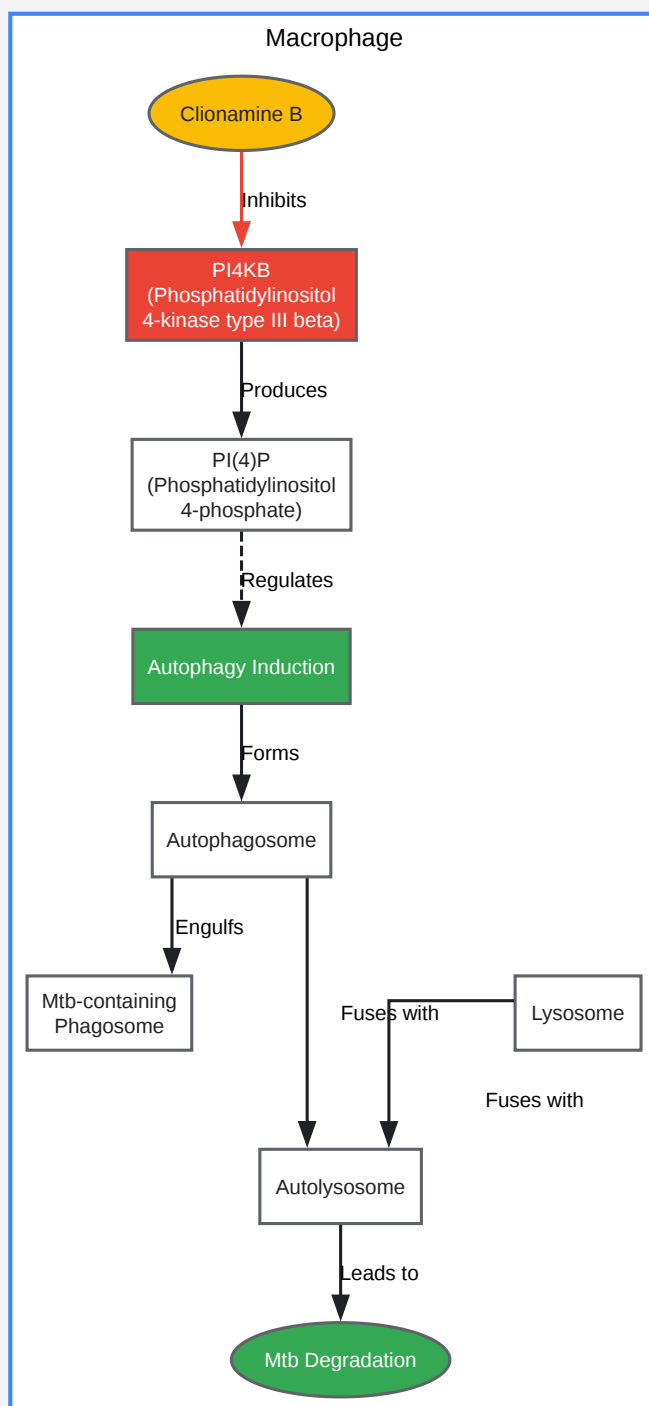 Macrophage
Clionamine B
Inhibits
PI4KB
(Phosphatidylinositol
4-kinase type III beta)
Produces
PI(4)P
(Phosphatidylinositol
4-phosphate)
Regulates
Autophagy Induction
Forms
Autophagosome
Engulfs
Mtb-containing
Phagosome
Fuses with
Lysosome
Fuses with
Autolysosome
Leads to
Mtb Degradation